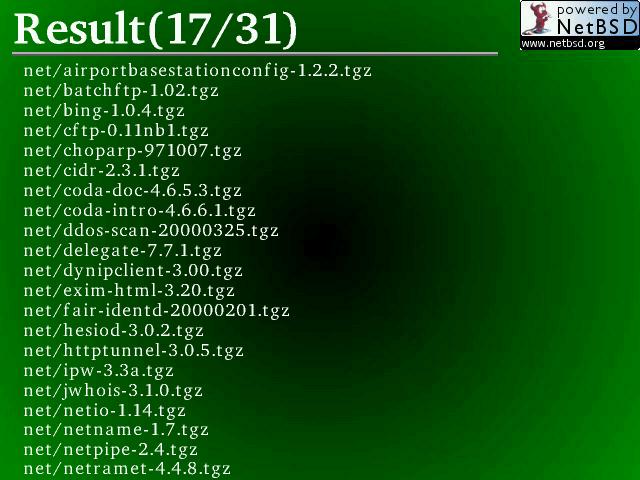 Result(17/31)
powered by
NetBSD
www.netbsd.org
net/airportbasestationconfig-1.2.2.tgz
net/batchftp-1.02.tgz
net/bing-1.0.4.tgz
net/cftp-0.11nb1.tgz
net/choparp-971007.tgz
net/cidr-2.3.1.tgz
net/coda-doc-4.6.5.3.tgz
net/coda-intro-4.6.6.1.tgz
net/ddos-scan-20000325.tgz
net/delegate-7.7.1.tgz
net/dynipclient-3.00.tgz
net/exim-html-3.20.tgz
net/fair-identd-20000201.tgz
net/hesiod-3.0.2.tgz
net/httptunnel-3.0.5.tgz
net/ipw-3.3a.tgz
net/jwhois-3.1.0.tgz
net/netio-1.14.tgz
net/netname-1.7.tgz
net/netpipe-2.4.tgz
net/netramet-4.4.8.tgz